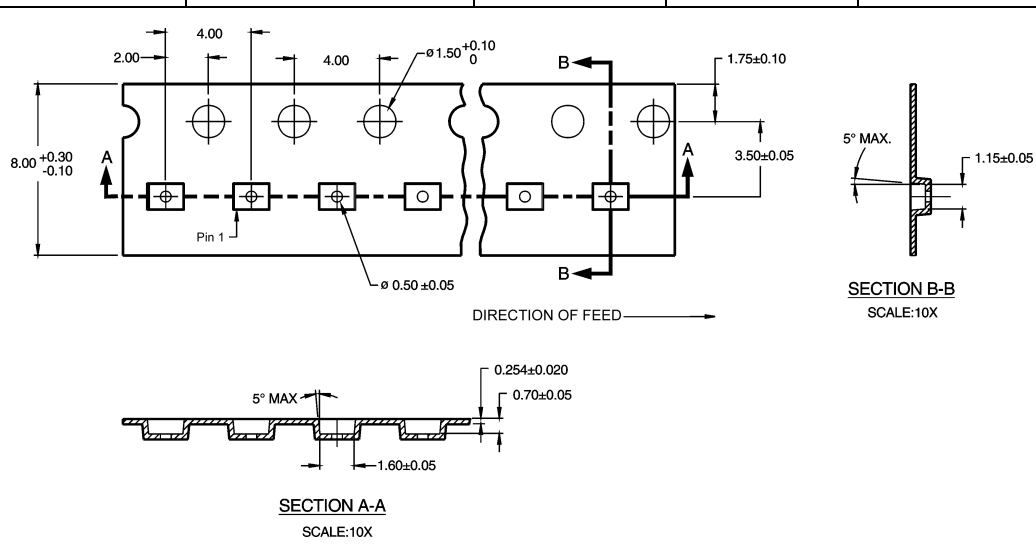 4.00
2.00
4.00
ø1.50 +0.10
0
B
1.75±0.10
8.00 +0.30
-0.10
A
A
3.50±0.05
5° MAX.
1.15±0.05
Pin 1
B
ø 0.50 ±0.05
SECTION B-B
SCALE:10X
DIRECTION OF FEED
0.254±0.020
0.70±0.05
5° MAX
1.60±0.05
SECTION A-A
SCALE:10X